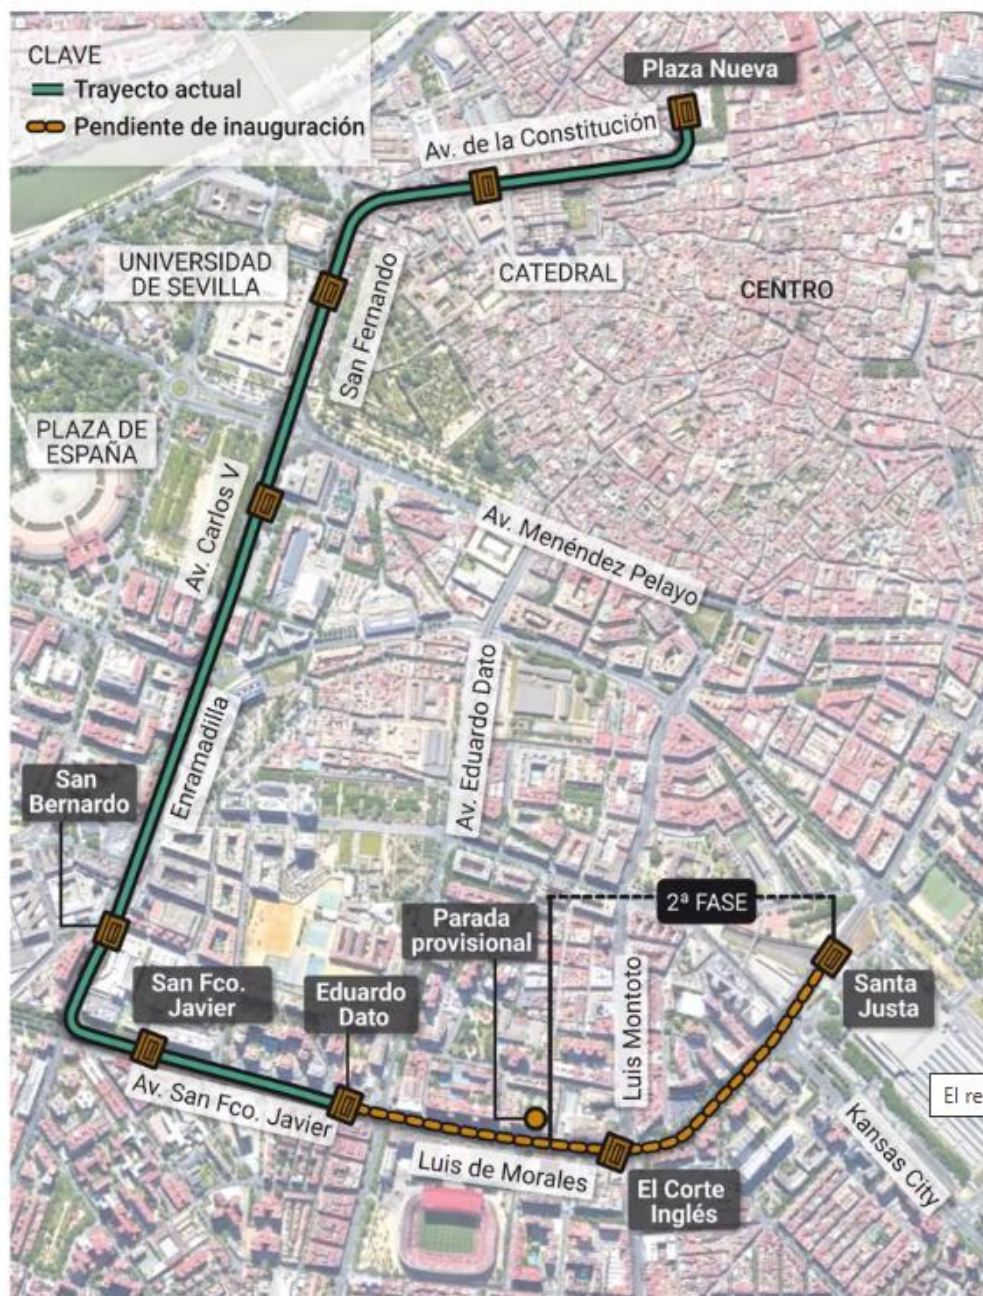 CLAVE
Trayecto actual
Pendiente de inauguración
Plaza Nueva
Av. de la Constitución
UNIVERSIDAD
DE SEVILLA
San Fernando
CATEDRAL
CENTRO
PLAZA DE
ESPAÑA
Av. Carlos V
Av. Menéndez Pelayo
Enramadilla
Av. Eduardo Dato
San
Bernardo
2ª FASE
Parada
provisional
San Fco.
Javier
Eduardo
Dato
Luis Montoto
Santa
Justa
Av. San Fco. Javier
El re
Kansas City
Luis de Morales
El Corte
Inglés